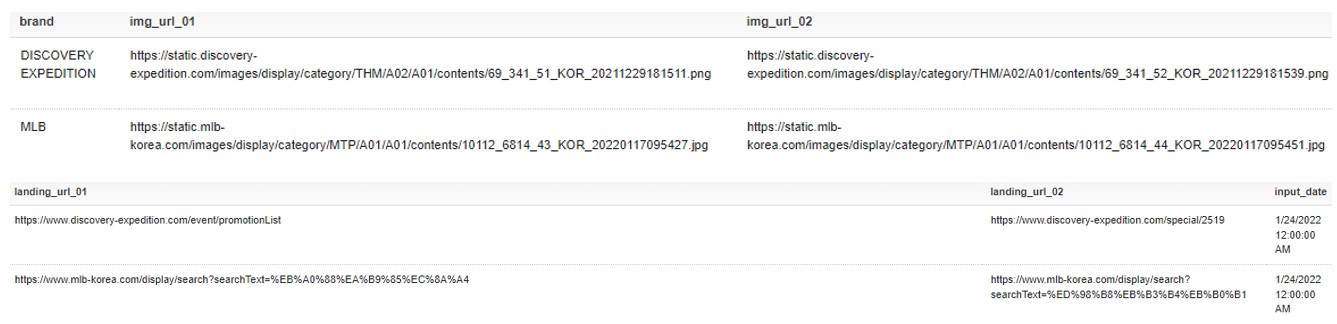 brand img_url_01 img_url_02
DISCOVERY https://static.discovery- https://static.discovery-
EXPEDITION expedition.com/images/display/category/THM/A02/A01/contents/69_341_51_KOR_20211229181511.png expedition.com/images/display/category/THM/A02/A01/contents/69_341_52_KOR_20211229181539.png
MLB https://static.mlb- https://static.mlb-
korea.com/images/display/category/MTP/A01/A01/contents/10112_6814_43_KOR_20220117095427.jpg korea.com/images/display/category/MTP/A01/A01/contents/10112_6814_44_KOR_20220117095451.jpg
landing_url_01 landing_url_02 input_date
https://www.discovery-expedition.com/event/promotionList https://www.discovery-expedition.com/special/2519 1/24/2022
12:00:00
AM
https://www.mlb-korea.com/display/search?searchText=%EB%A0%88%EA%B9%85%EC%8A%A4 https://www.mlb-korea.com/display/search? 1/24/2022
searchText=%ED%98%B8%EB%B3%B4%EB%B0%B1 12:00:00
AM